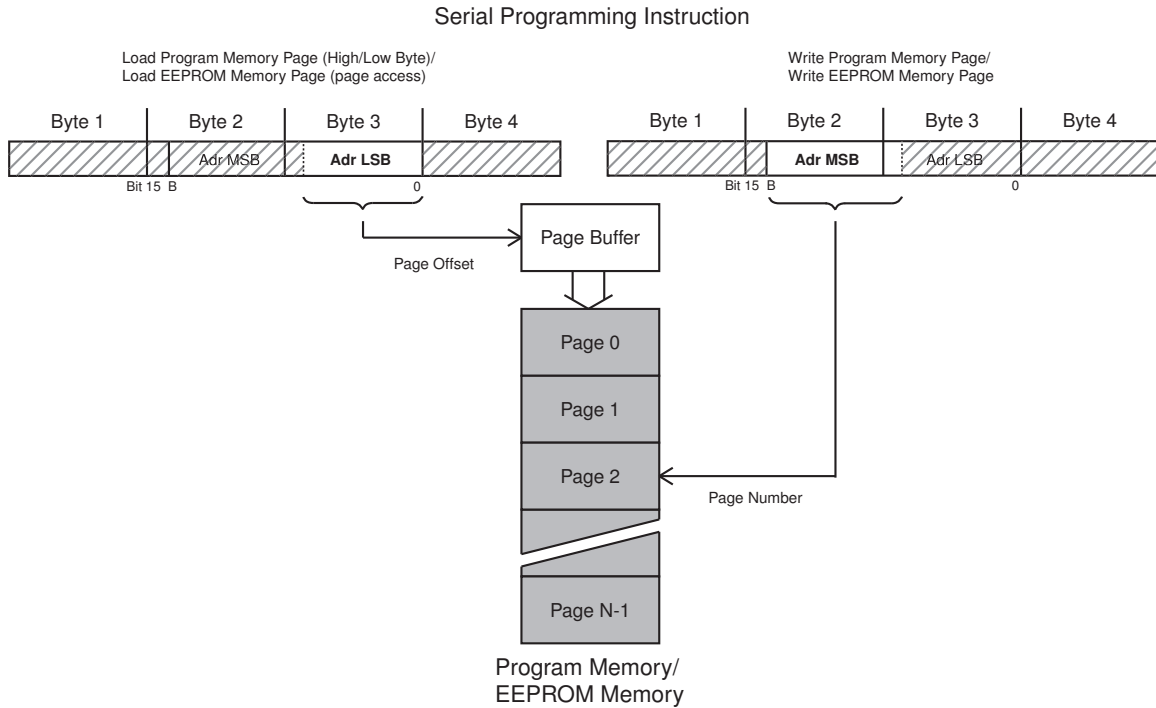 Serial Programming Instruction
Load Program Memory Page (High/Low Byte)/
Load EEPROM Memory Page (page access)
Byte 1 Byte 2 Byte 3 Byte 4
Adr MSB Adr LSB
Bit 15 B 0
Write Program Memory Page/
Write EEPROM Memory Page
Byte 1 Byte 2 Byte 3 Byte 4
Adr MSB Adr LSB
Bit 15 B 0
Page Buffer
Page Offset
Page 0
Page 1
Page 2
Page Number
Page N-1
Program Memory/
EEPROM Memory